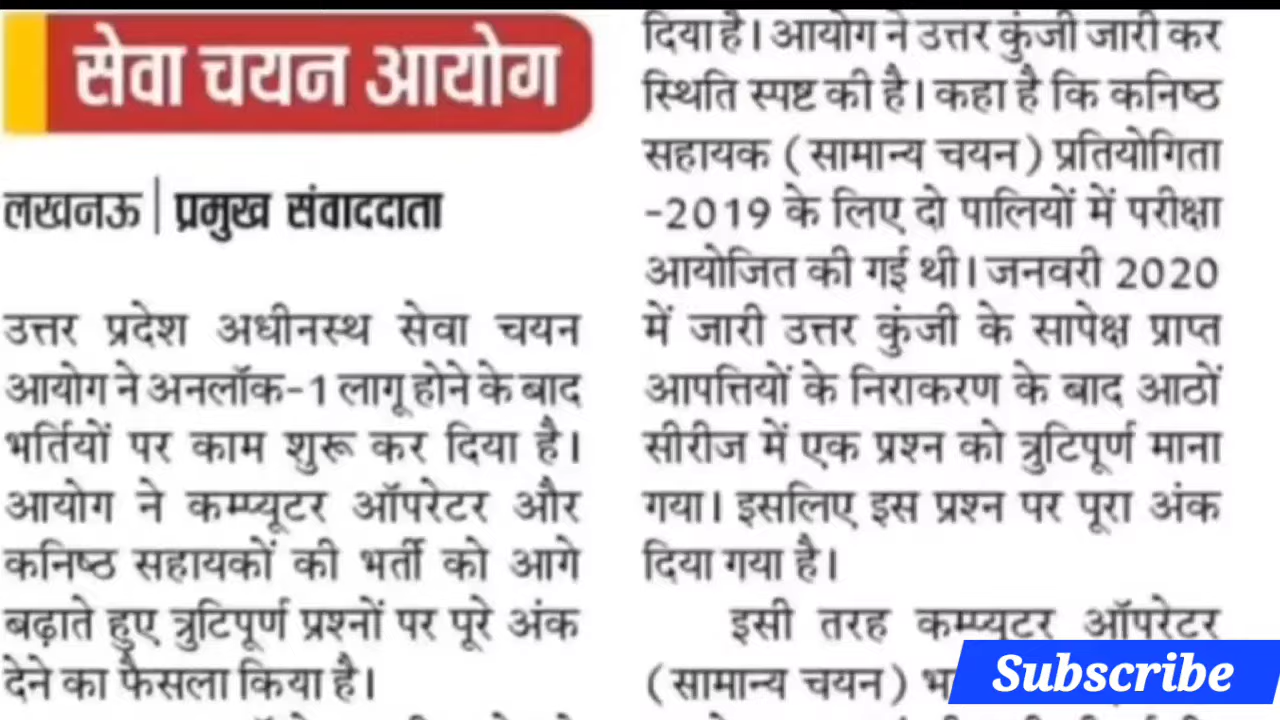 सेवा चयन आयोग
लखनऊ | प्रमुख संवाददाता
उत्तर प्रदेश अधीनस्थ सेवा चयन
आयोग ने अनलॉक-1 लागू होने के बाद
भर्तियों पर काम शुरू कर दिया है।
आयोग ने कम्प्यूटर ऑपरेटर और
कनिष्ठ सहायकों की भर्ती को आगे
बढ़ाते हुए त्रुटिपूर्ण प्रश्नों पर पूरे अंक
देने का फैसला किया है।
दिया है। आयोग ने उत्तर कुंजी जारी कर
स्थिति स्पष्ट की है। कहा है कि कनिष्ठ
सहायक (सामान्य चयन) प्रतियोगिता
-2019 के लिए दो पालियों में परीक्षा
आयोजित की गई थी। जनवरी 2020
में जारी उत्तर कुंजी के सापेक्ष प्राप्त
आपत्तियों के निराकरण के बाद आठों
सीरीज में एक प्रश्न को त्रुटिपूर्ण माना
गया। इसलिए इस प्रश्न पर पूरा अंक
दिया गया है।
इसी तरह कम्प्यूटर ऑपरेटर
(सामान्य चयन)
Subscribe